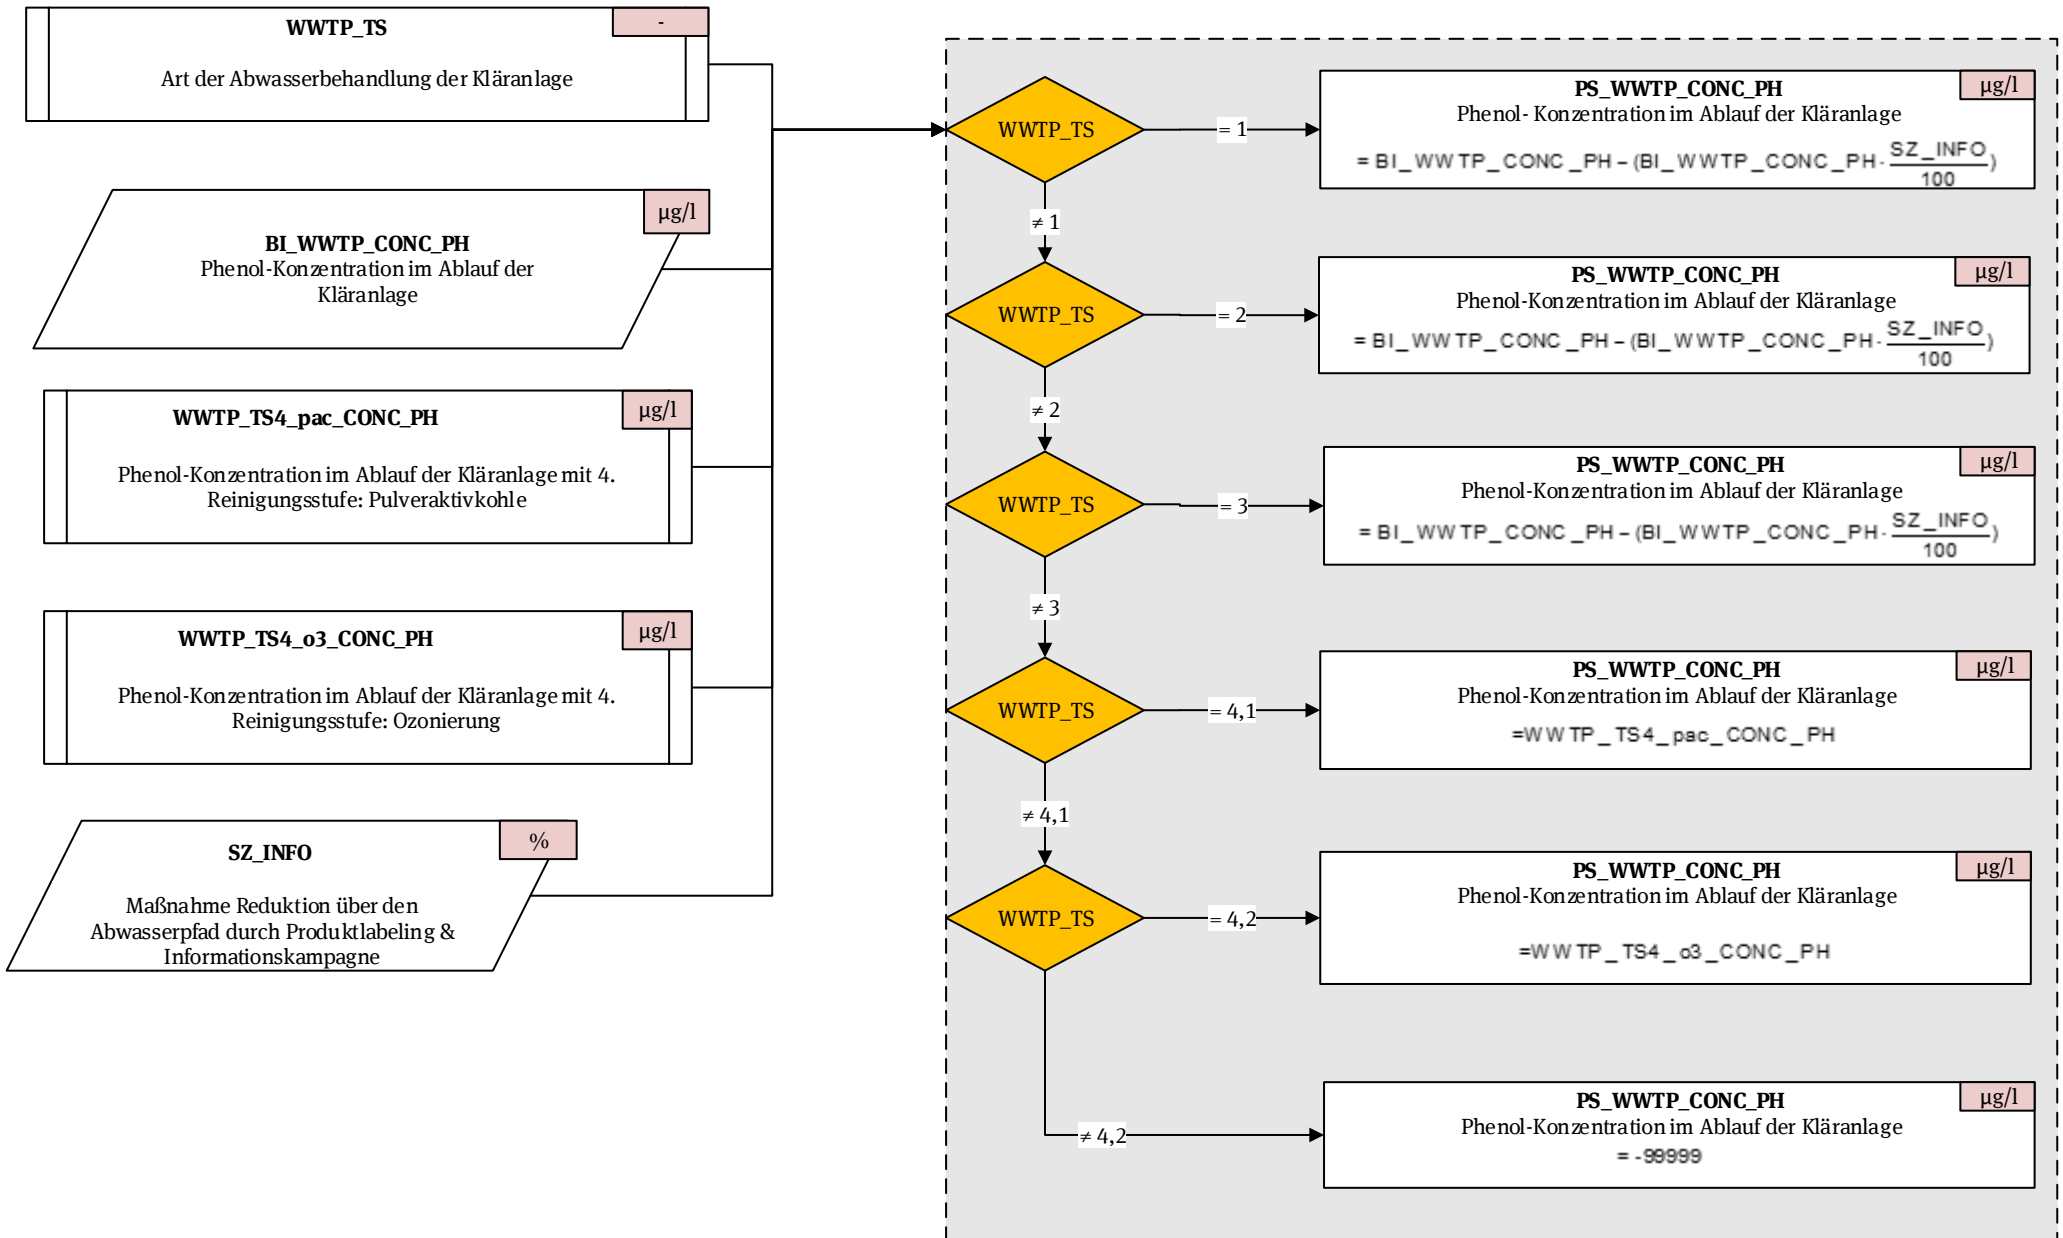 WWTP_TS
-
Art der Abwasserbehandlung der Kläranlage
BI_WWTP_CONC_PH
µg/l
Phenol-Konzentration im Ablauf der
Kläranlage
WWTP_TS4_pac_CONC_PH
µg/l
Phenol-Konzentration im Ablauf der Kläranlage mit 4.
Reinigungsstufe: Pulveraktivkohle
WWTP_TS4_o3_CONC_PH
µg/l
Phenol-Konzentration im Ablauf der Kläranlage mit 4.
Reinigungsstufe: Ozonierung
SZ_INFO
%
Maßnahme Reduktion über den
Abwasserpfad durch Produktlabeling &
Informationskampagne
WWTP_TS
= 1
PS_WWTP_CONC_PH
µg/l
Phenol- Konzentration im Ablauf der Kläranlage
= BI_WWTP_CONC_PH – (BI_WWTP_CONC_PH · SZ_INFO
100 )
≠ 1
WWTP_TS
= 2
PS_WWTP_CONC_PH
µg/l
Phenol-Konzentration im Ablauf der Kläranlage
= BI_WWTP_CONC_PH – (BI_WWTP_CONC_PH · SZ_INFO
100 )
≠ 2
WWTP_TS
= 3
PS_WWTP_CONC_PH
µg/l
Phenol-Konzentration im Ablauf der Kläranlage
= BI_WWTP_CONC_PH – (BI_WWTP_CONC_PH · SZ_INFO
100 )
≠ 3
WWTP_TS
= 4,1
PS_WWTP_CONC_PH
µg/l
Phenol-Konzentration im Ablauf der Kläranlage
=WWTP_TS4_pac_CONC_PH
≠ 4,1
WWTP_TS
= 4,2
PS_WWTP_CONC_PH
µg/l
Phenol-Konzentration im Ablauf der Kläranlage
=WWTP_TS4_o3_CONC_PH
≠ 4,2
PS_WWTP_CONC_PH
µg/l
Phenol-Konzentration im Ablauf der Kläranlage
= -99999